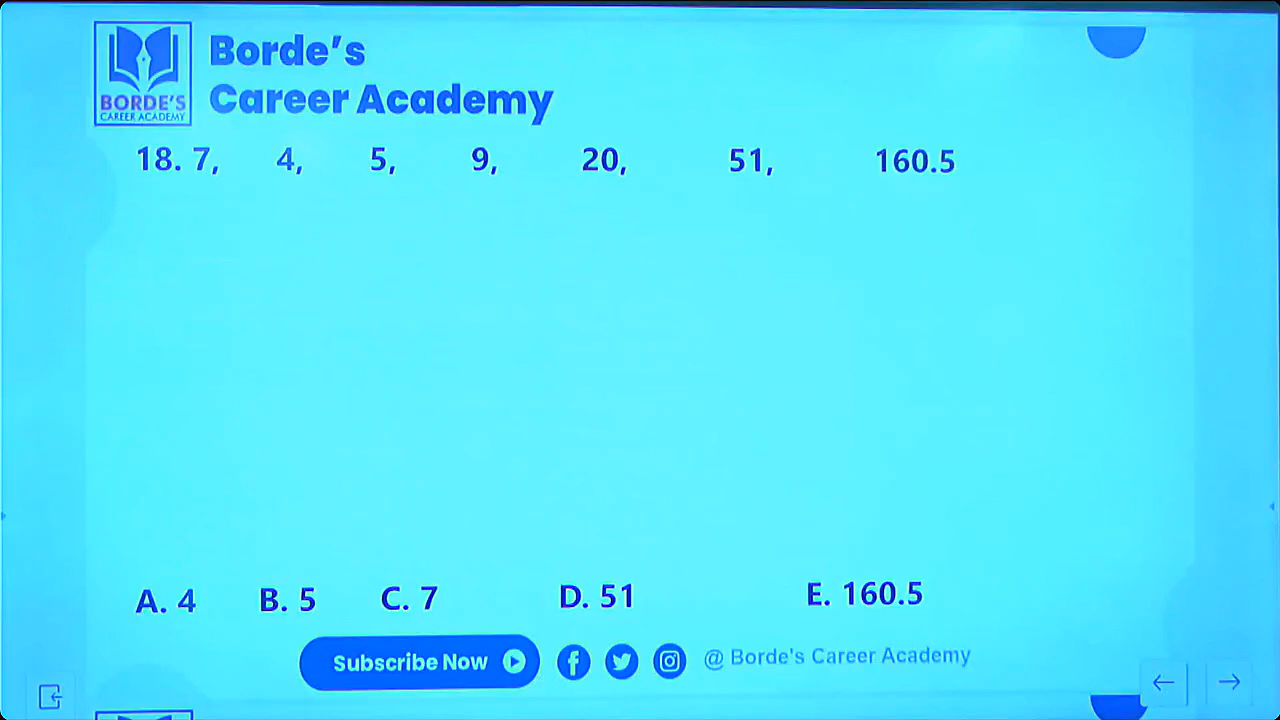 BORDE'S
CAREER ACADEMY
Borde's
Career Academy
18. 7, 4, 5, 9, 20, 51, 160.5
A. 4 B. 5 C. 7 D. 51 E. 160.5
Subscribe Now @ Borde's Career Academy